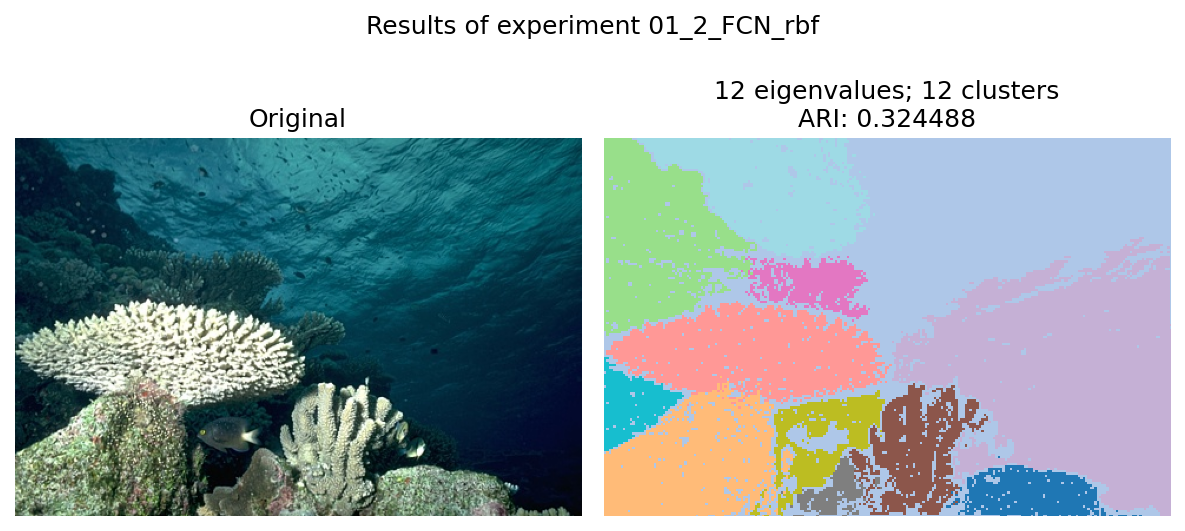 Results of experiment 01_2_FCN_rbf
Original
12 eigenvalues; 12 clusters
ARI: 0.324488